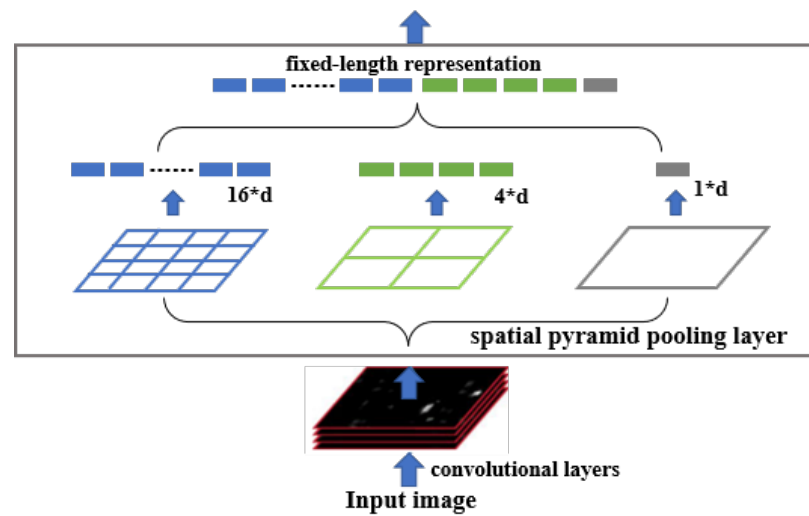 fixed-length representation
16*d
4*d
1*d
spatial pyramid pooling layer
convolutional layers
Input image